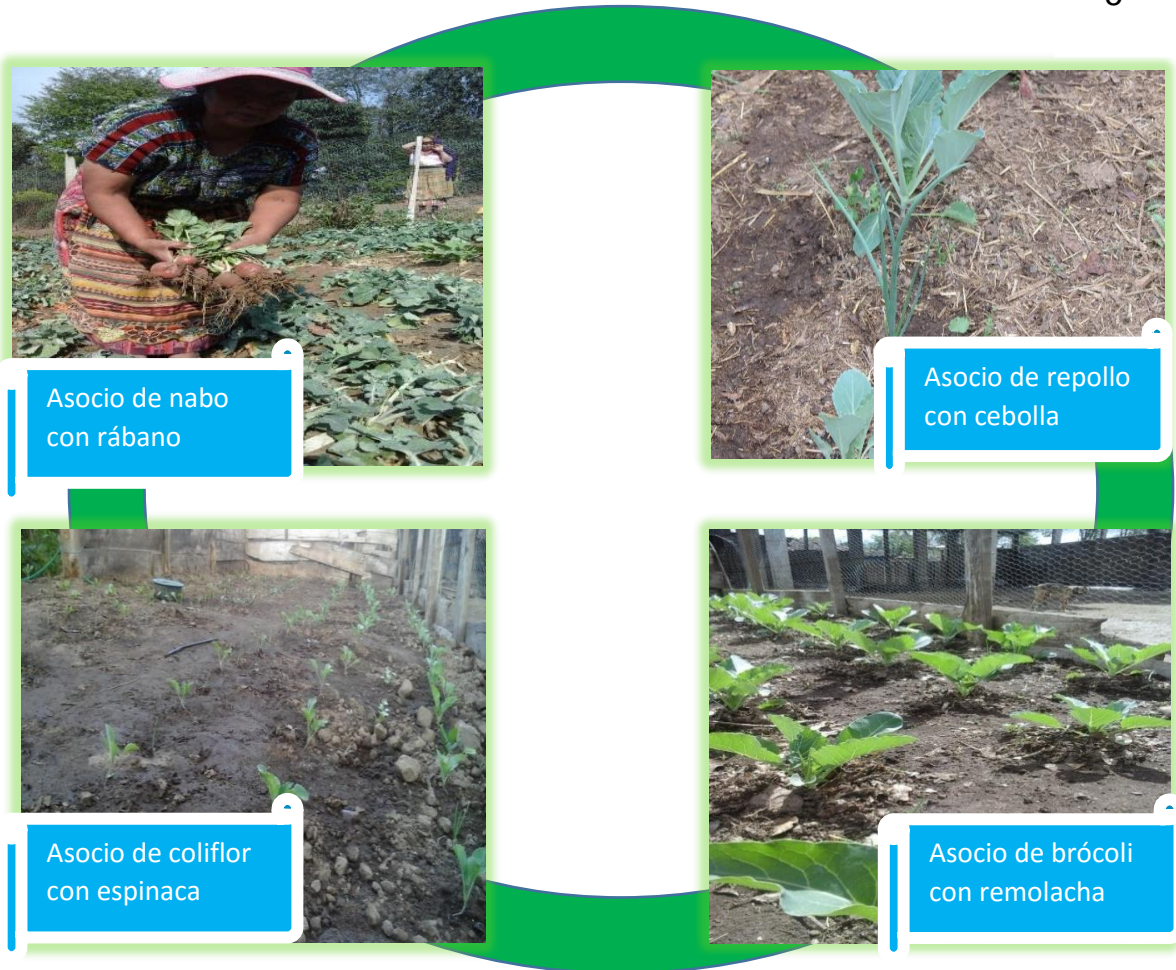 Asocio de nabo
con rábano
Asocio de repollo
con cebolla
Asocio de coliflor
con espinaca
Asocio de brócoli
con remolacha